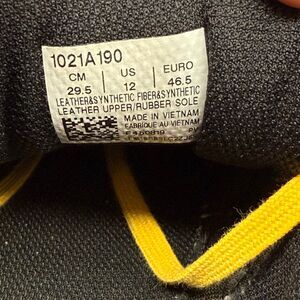 1021A190
CM US EURO
29.5 12 46.5
LEATHER&SYNTHETIC FIBER&SYNTHETIC
LEATHER UPPER/RUBBER SOLE
MADE IN VIETNAM
FABRIQUÉ AU VIETNAM
PV